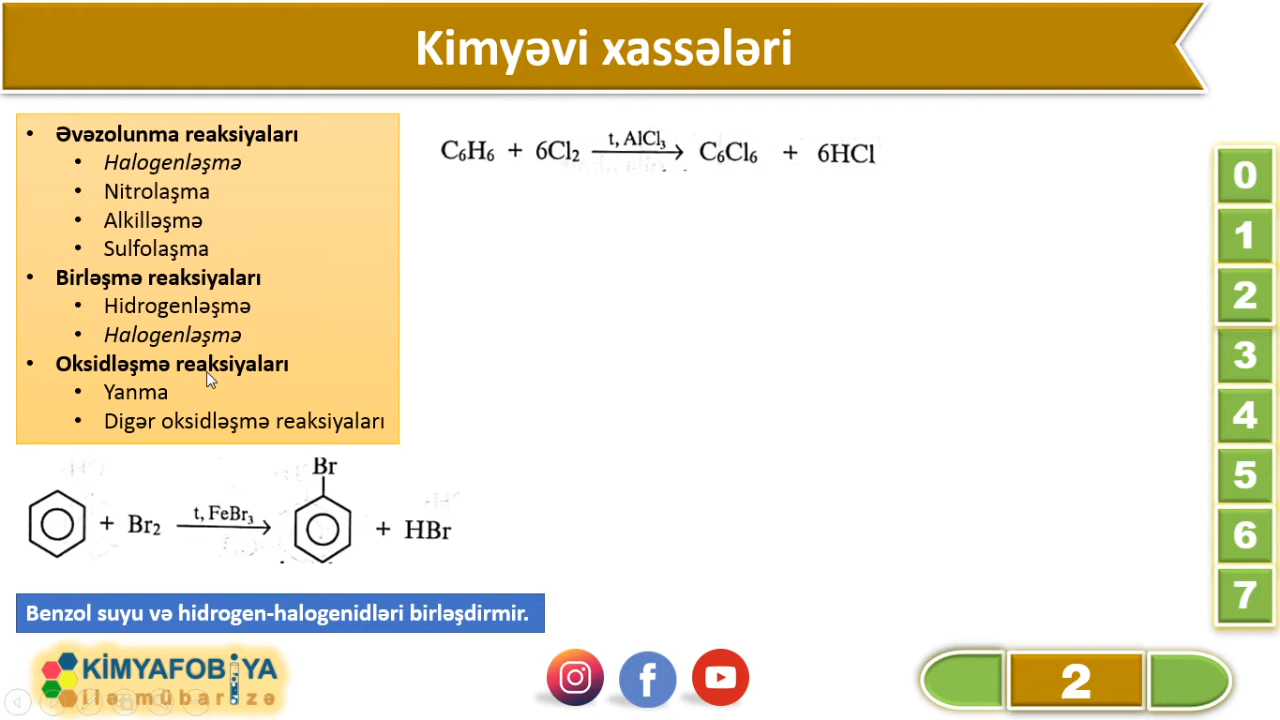 Kimyəvi xassələri
• Əvəzolunma reaksiyaları
• Halogenləşmə
• Nitrolaşma
• Alkilləşmə
• Sulfolaşma
• Birləşmə reaksiyaları
• Hidrogenləşmə
• Halogenləşmə
• Oksidləşmə reaksiyaları
• Yanma
• Digər oksidləşmə reaksiyaları
t, AlCl₃
C₆H₆ + 6Cl₂ → C₆Cl₆ + 6HCl
Br
t, FeBr₃
+ Br₂ → + HBr
Benzol suyu və hidrogen-halogenidləri birləşdirmir.
KİMYAFOBİYA
ilə mübarizə
f
2
0
1
2
3
4
5
6
7